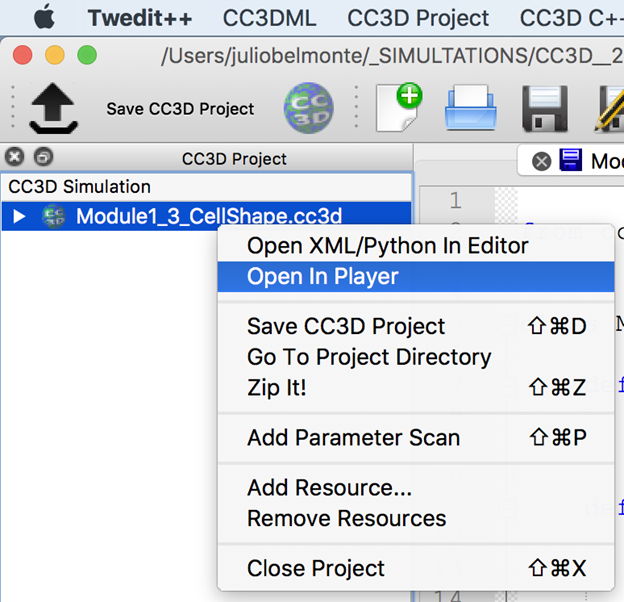 Twedit++ CC3DML CC3D Project CC3D C+
/Users/juliobelmonte/_SIMULTATIONS/CC3D__2
Save CC3D Project CC3D
CC3D Project
Mo
CC3D Simulation
1
Module1_3_CellShape.cc3d
Open XML/Python In Editor
Open In Player
Save CC3D Project ⇧⌘D
Go To Project Directory
Zip It! ⇧⌘Z
Add Parameter Scan ⇧⌘P
Add Resource...
Remove Resources
Close Project ⇧⌘X
14